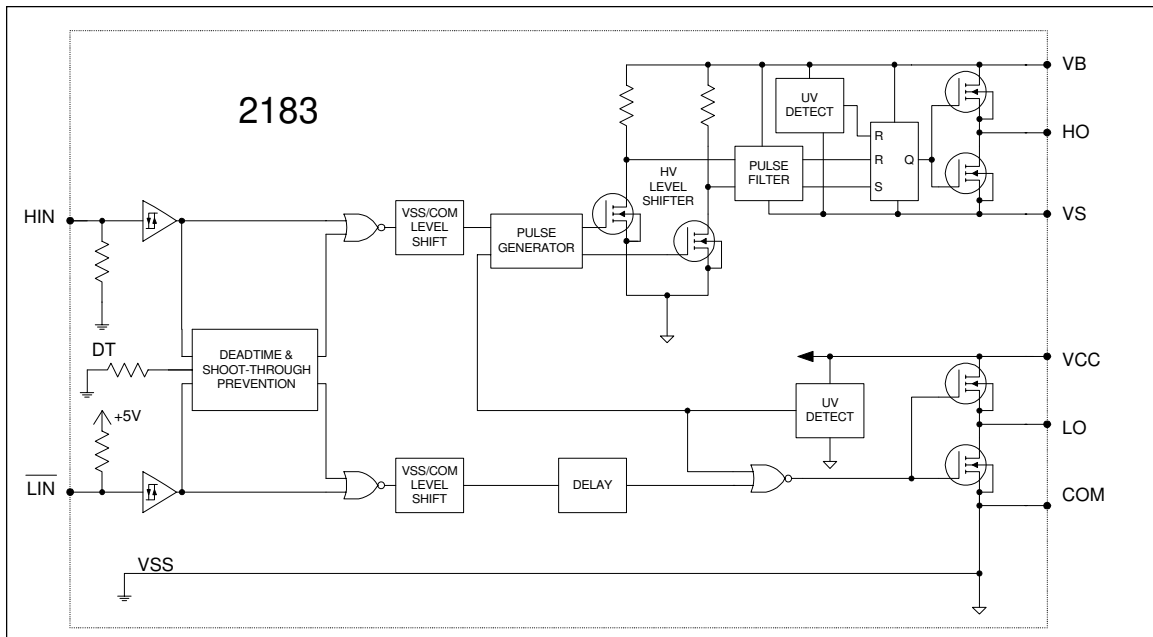 2183
VB
UV
DETECT
R
HO
R
Q
PULSE
FILTER
HV
LEVEL
SHIFTER
S
HIN
VS
VSS/COM
LEVEL
SHIFT
PULSE
GENERATOR
DT
DEADTIME &
SHOOT-THROUGH
PREVENTION
VCC
UV
DETECT
+5V
LO
LIN
VSS/COM
LEVEL
SHIFT
DELAY
COM
VSS